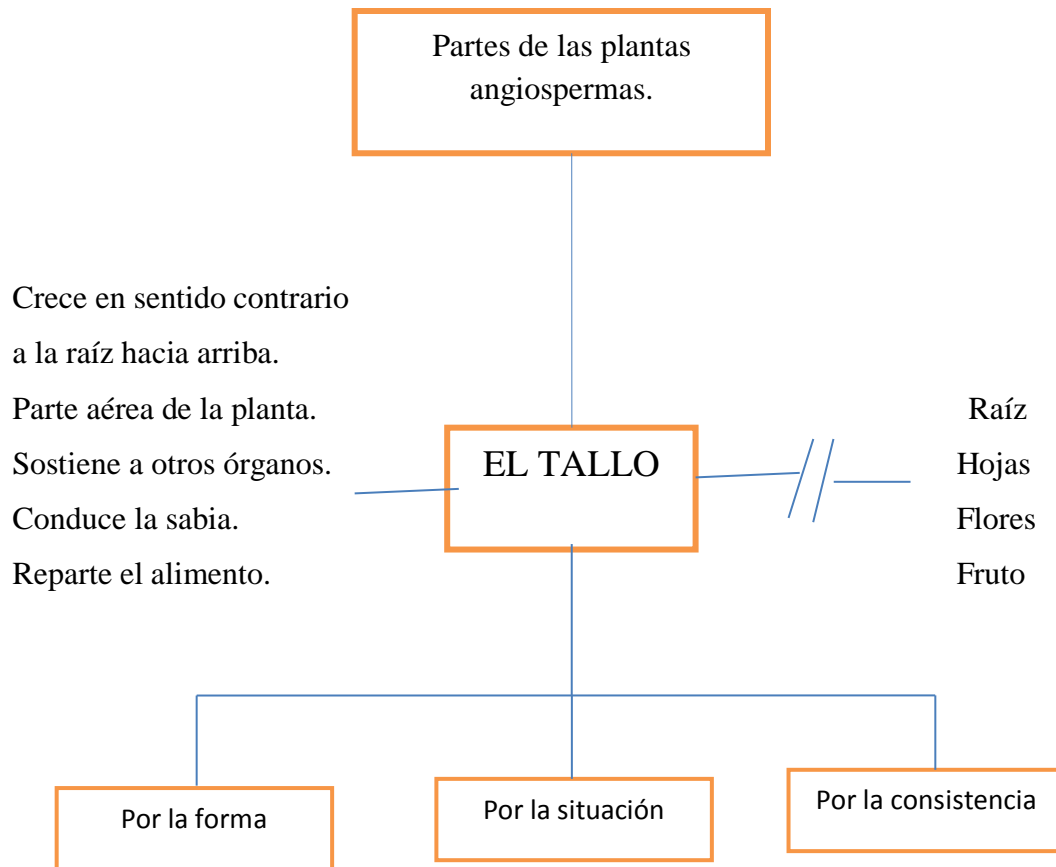 Partes de las plantas
angiospermas.
Crece en sentido contrario
a la raíz hacia arriba.
Parte aérea de la planta.
Sostiene a otros órganos.
Conduce la sabia.
Reparte el alimento.
EL TALLO
Raíz
Hojas
Flores
Fruto
Por la forma
Por la situación
Por la consistencia